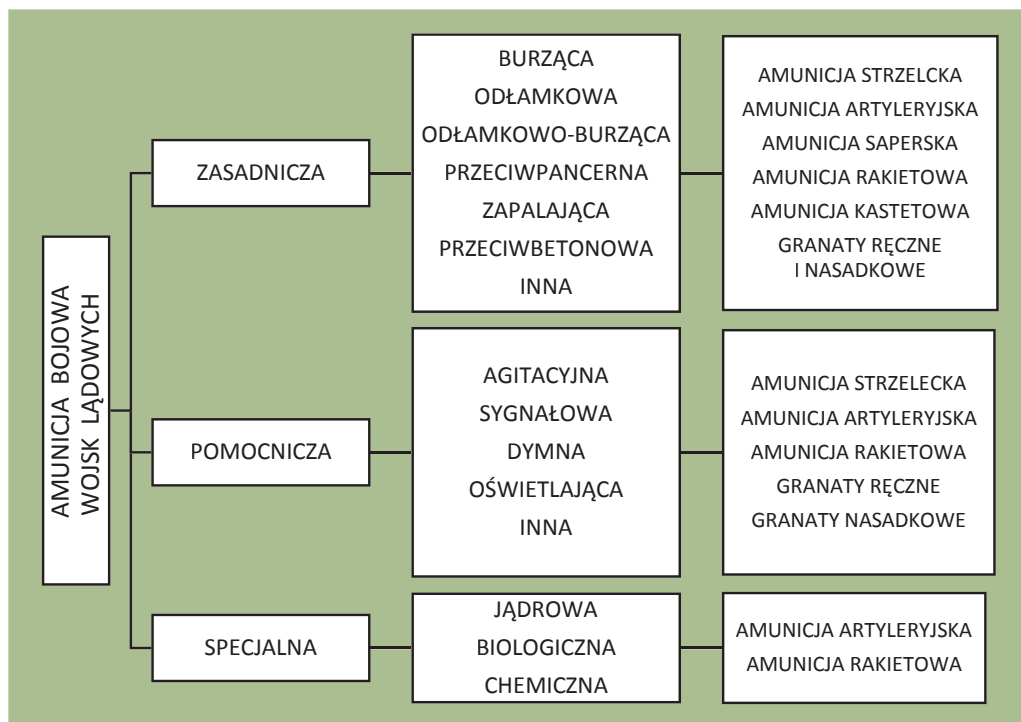 AMUNICJA BOJOWA
WOJSK LĄDOWYCH
ZASADNICZA
BURZĄCA
ODŁAMKOWA
ODŁAMKOWO-BURZĄCA
PRZECIWPANCERNA
ZAPALAJĄCA
PRZECIWBETONOWA
INNA
AMUNICJA STRZELCKA
AMUNICJA ARTYLERYJSKA
AMUNICJA SAPERSKA
AMUNICJA RAKIETOWA
AMUNICJA KASTETOWA
GRANATY RĘCZNE
I NASADKOWE
POMOCNICZA
AGITACYJNA
SYGNAŁOWA
DYMNA
OŚWIETLAJĄCA
INNA
AMUNICJA STRZELECKA
AMUNICJA ARTYLERYJSKA
AMUNICJA RAKIETOWA
GRANATY RĘCZNE
GRANATY NASADKOWE
SPECJALNA
JĄDROWA
BIOLOGICZNA
CHEMICZNA
AMUNICJA ARTYLERYJSKA
AMUNICJA RAKIETOWA